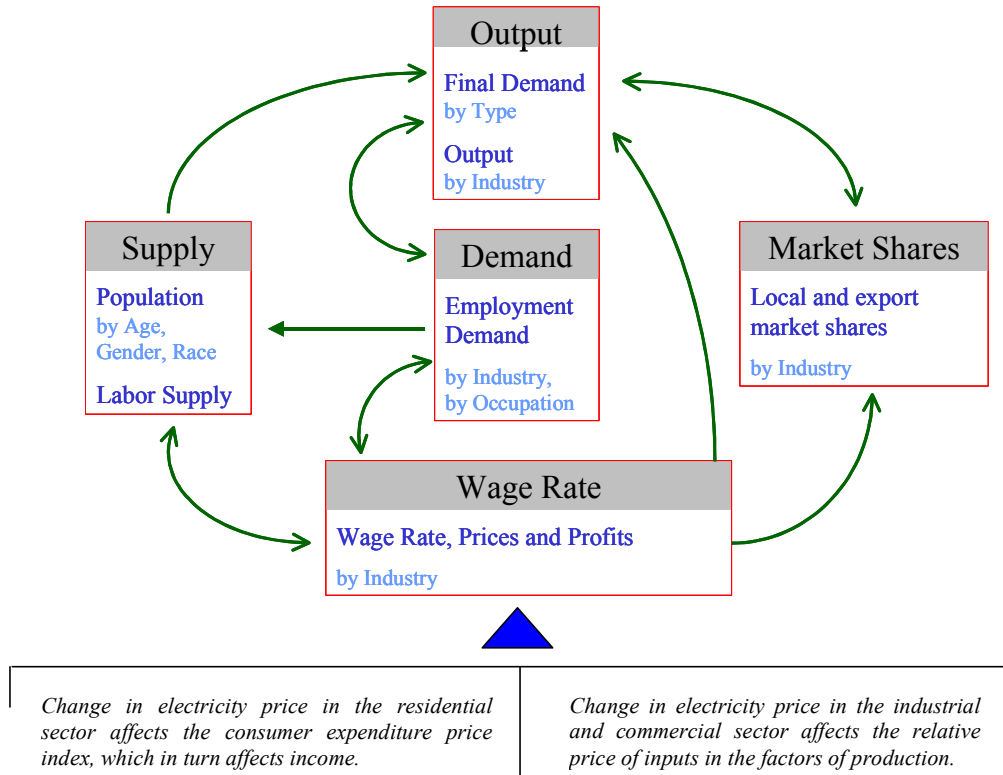 Output
Final Demand
by Type
Output
by Industry
Supply
Population
by Age,
Gender, Race
Labor Supply
Demand
Employment
Demand
by Industry,
by Occupation
Market Shares
Local and export
market shares
by Industry
Wage Rate
Wage Rate, Prices and Profits
by Industry
Change in electricity price in the residential
sector affects the consumer expenditure price
index, which in turn affects income.
Change in electricity price in the industrial
and commercial sector affects the relative
price of inputs in the factors of production.